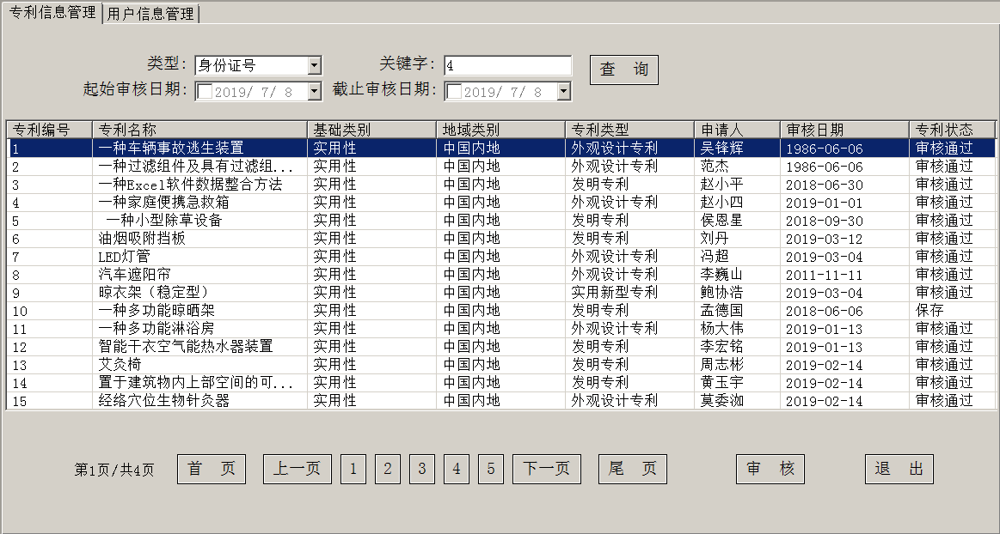 专利信息管理 用户信息管理
类型: 身份证号 关键字: 4 查 询
起始审核日期: 2019/ 7/ 8 截止审核日期: 2019/ 7/ 8
专利编号 专利名称 基础类别 地域类别 专利类型 申请人 审核日期 专利状态
1 一种车辆事故逃生装置 实用性 中国内地 外观设计专利 吴锋辉 1986-06-06 审核通过
2 一种过滤组件及具有过滤组... 实用性 中国内地 外观设计专利 范杰 1986-06-06 审核通过
3 一种Excel软件数据整合方法 实用性 中国内地 发明专利 赵小平 2018-06-30 审核通过
4 一种家庭便携急救箱 实用性 中国内地 外观设计专利 赵小四 2019-01-01 审核通过
5 一种小型除草设备 实用性 中国内地 发明专利 侯恩星 2018-09-30 审核通过
6 油烟吸附挡板 实用性 中国内地 发明专利 刘丹 2019-03-12 审核通过
7 LED灯管 实用性 中国内地 外观设计专利 冯超 2019-03-04 审核通过
8 汽车遮阳帘 实用性 中国内地 外观设计专利 李巍山 2011-11-11 审核通过
9 晾衣架（稳定型） 实用性 中国内地 实用新型专利 鲍协浩 2019-03-04 审核通过
10 一种多功能晾晒架 实用性 中国内地 发明专利 孟德国 2018-06-06 保存
11 一种多功能淋浴房 实用性 中国内地 外观设计专利 杨大伟 2019-01-13 审核通过
12 智能干衣空气能热水器装置 实用性 中国内地 发明专利 李宏铭 2019-01-13 审核通过
13 艾灸椅 实用性 中国内地 发明专利 周志彬 2019-02-14 审核通过
14 置于建筑物内上部空间的可... 实用性 中国内地 发明专利 黄玉宇 2019-02-14 审核通过
15 经络穴位生物针灸器 实用性 中国内地 外观设计专利 莫委洳 2019-02-14 审核通过
第1页/共4页 首 页 上一页 1 2 3 4 5 下一页 尾 页 审 核 退 出